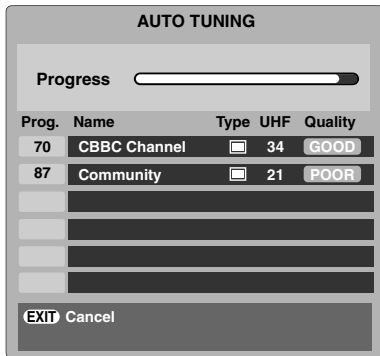 AUTO TUNING
Progress
Prog. Name Type UHF Quality
70 CBBC Channel 34 GOOD
87 Community 21 POOR
EXIT Cancel